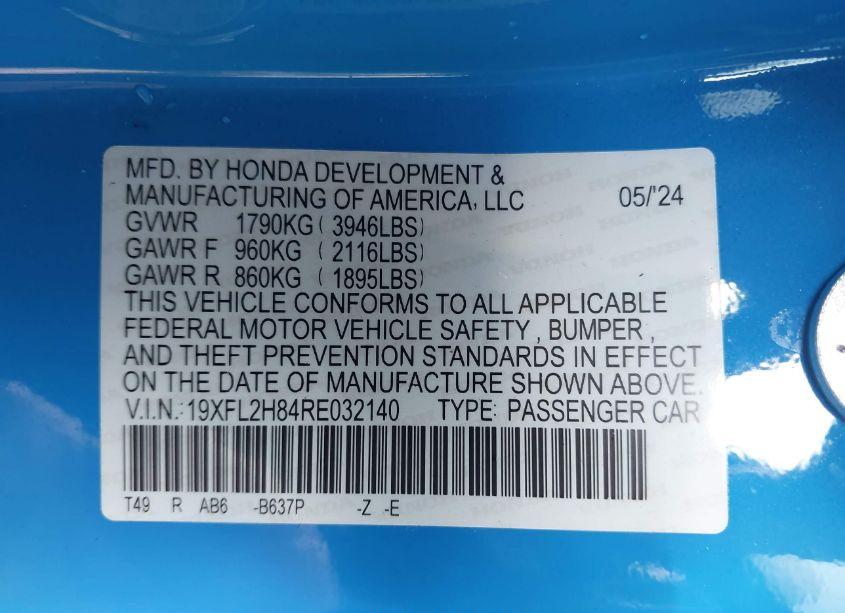 MFD. BY HONDA DEVELOPMENT &
MANUFACTURING OF AMERICA, LLC 05/'24
GVWR 1790KG ( 3946LBS)
GAWR F 960KG ( 2116LBS)
GAWR R 860KG ( 1895LBS)
THIS VEHICLE CONFORMS TO ALL APPLICABLE
FEDERAL MOTOR VEHICLE SAFETY , BUMPER ,
AND THEFT PREVENTION STANDARDS IN EFFECT
ON THE DATE OF MANUFACTURE SHOWN ABOVE.
V.I.N.: 19XFL2H84RE032140 TYPE: PASSENGER CAR
T49 R AB6 -B637P -Z -E